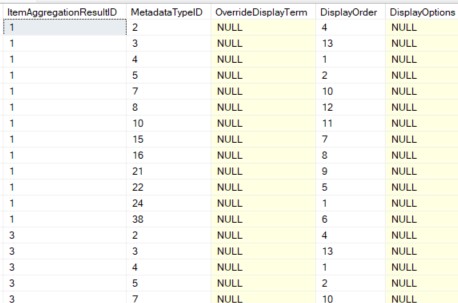 ItemAggregationResultID MetadataTypeID OverrideDisplayTerm DisplayOrder DisplayOptions
1 2 NULL 4 NULL
1 3 NULL 13 NULL
1 4 NULL 1 NULL
1 5 NULL 2 NULL
1 7 NULL 10 NULL
1 8 NULL 12 NULL
1 10 NULL 11 NULL
1 15 NULL 7 NULL
1 16 NULL 8 NULL
1 21 NULL 9 NULL
1 22 NULL 5 NULL
1 24 NULL 1 NULL
1 38 NULL 6 NULL
3 2 NULL 4 NULL
3 3 NULL 13 NULL
3 4 NULL 1 NULL
3 5 NULL 2 NULL
3 7 NULL 10 NULL